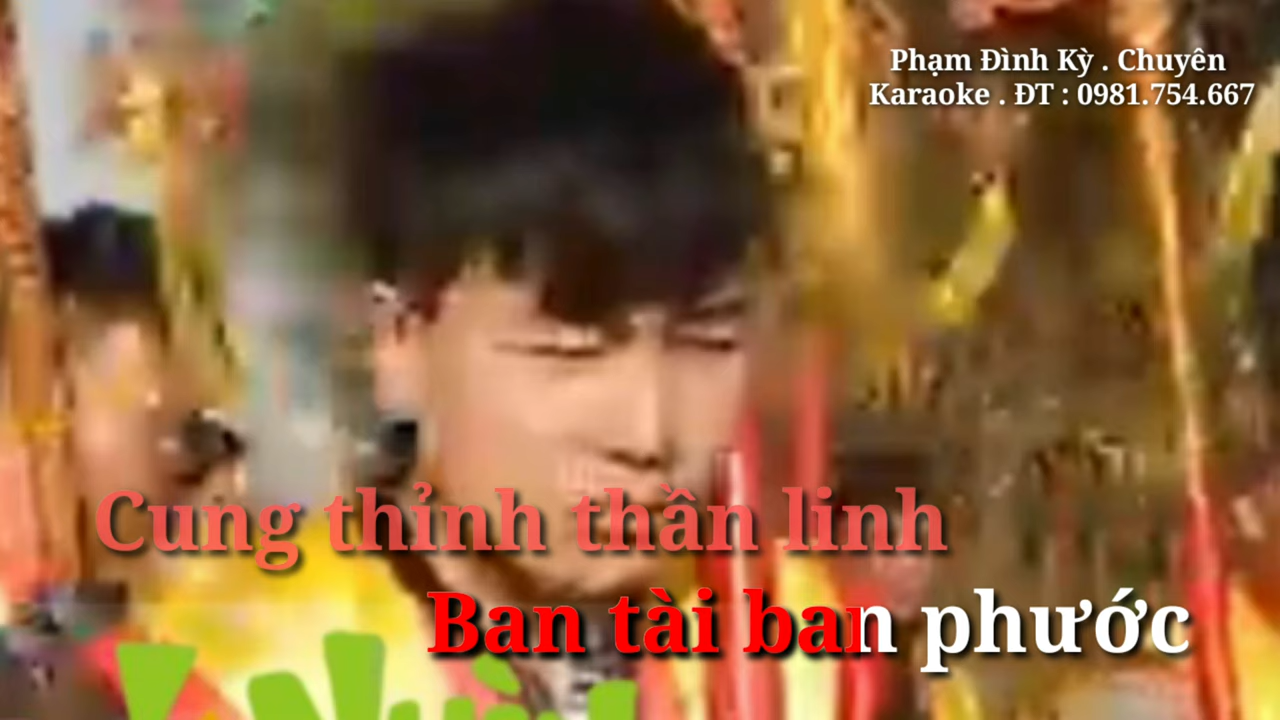 Phạm Đình Kỳ . Chuyên
Karaoke . ĐT : 0981.754.667
Cung thỉnh thần linh
Ban tài ban phước